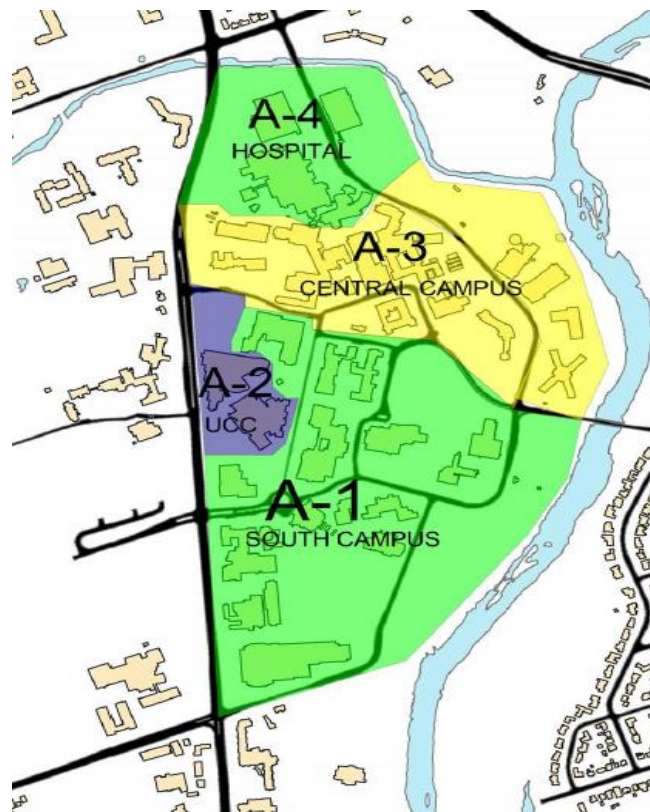 A-4
HOSPITAL
A-3
CENTRAL CAMPUS
A-2
UCC
A-1
SOUTH CAMPUS